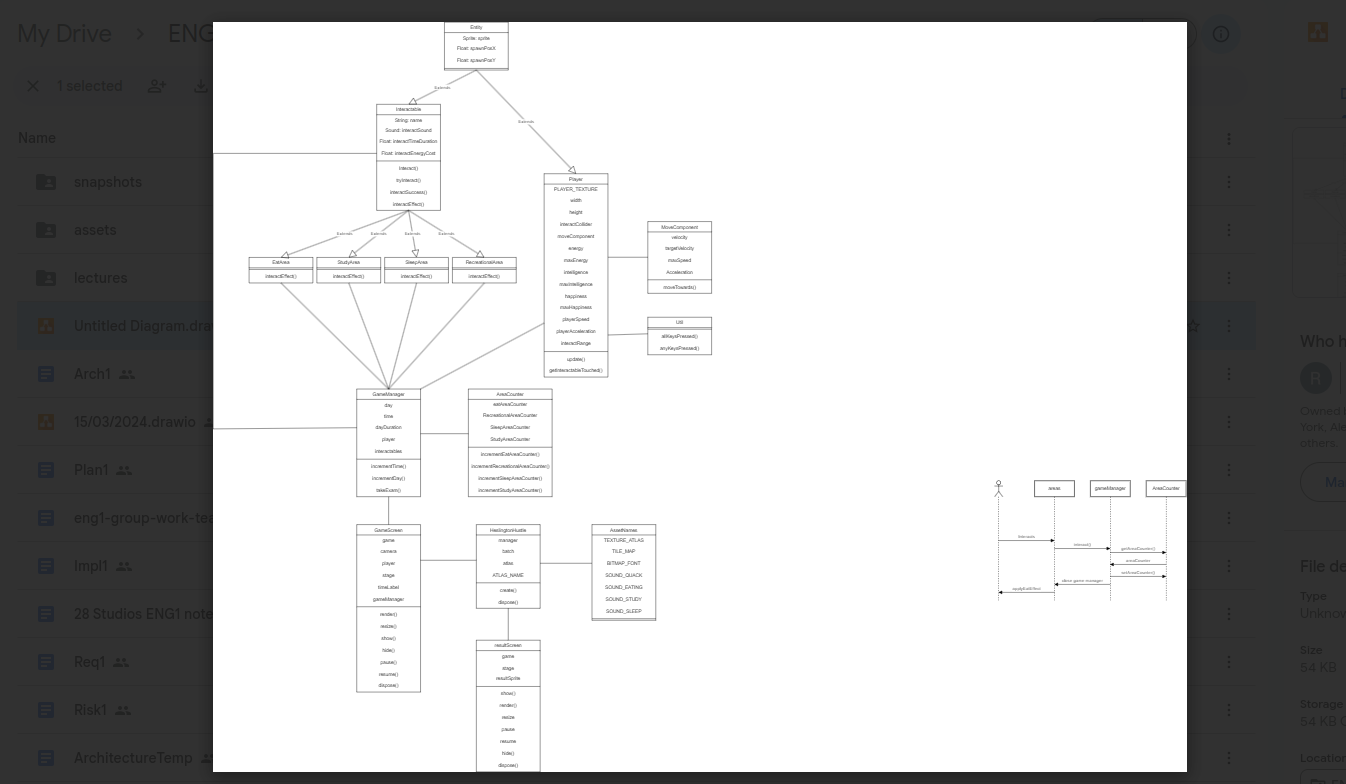 My Drive
ENG
1 selected
Name
snapshots
assets
lectures
Untitled Diagram.dra
Arch1
15/03/2024.drawio
Plan1
eng1-group-work-tea
Impl1
28 Studios ENG1 note
Req1
Risk1
ArchitectureTemp
Entity
Sprite: sprite
Float: spawnPosX
Float: spawnPosY
Extends
Extends
Interactable
String: name
Sound: interactSound
Float: interactTimeDuration
Float: interactEnergyCost
interact()
tryInteract()
interactSuccess()
interactEffect()
Extends
Extends
Extends
Extends
EatArea
interactEffect()
StudyArea
interactEffect()
SleepArea
interactEffect()
RecreationalArea
interactEffect()
Player
PLAYER_TEXTURE
width
height
interactCollider
moveComponent
energy
maxEnergy
intelligence
maxIntelligence
happiness
maxHappiness
playerSpeed
playerAcceleration
interactRange
update()
getInteractableTouched()
MoveComponent
velocity
targetVelocity
maxSpeed
Acceleration
moveTowards()
Util
allKeysPressed()
anyKeysPressed()
GameManager
day
time
dayDuration
player
interactables
incrementTime()
incrementDay()
takeExam()
AreaCounter
eatAreaCounter
RecreationalAreaCounter
SleepAreaCounter
StudyAreaCounter
incrementEatAreaCounter()
incrementRecreationalAreaCounter()
incrementSleepAreaCounter()
incrementStudyAreaCounter()
GameScreen
game
camera
player
stage
timeLabel
gameManager
render()
resize()
show()
hide()
pause()
resume()
dispose()
HeslingtonHustle
manager
batch
atlas
ATLAS_NAME
create()
dispose()
AssetNames
TEXTURE_ATLAS
TILE_MAP
BITMAP_FONT
SOUND_QUACK
SOUND_EATING
SOUND_STUDY
SOUND_SLEEP
resultScreen
game
stage
resultSprite
show()
render()
resize
pause
resume
hide()
dispose()
areas
gameManager
AreaCounter
Interacts
interact()
getAreaCounter()
areaCounter
setAreaCounter()
applyEatEffect
Who h
R
Owned
York, Ale
others.
Ma
File de
Type
Unknow
Size
54 KB
Storage
54 KB O
Location